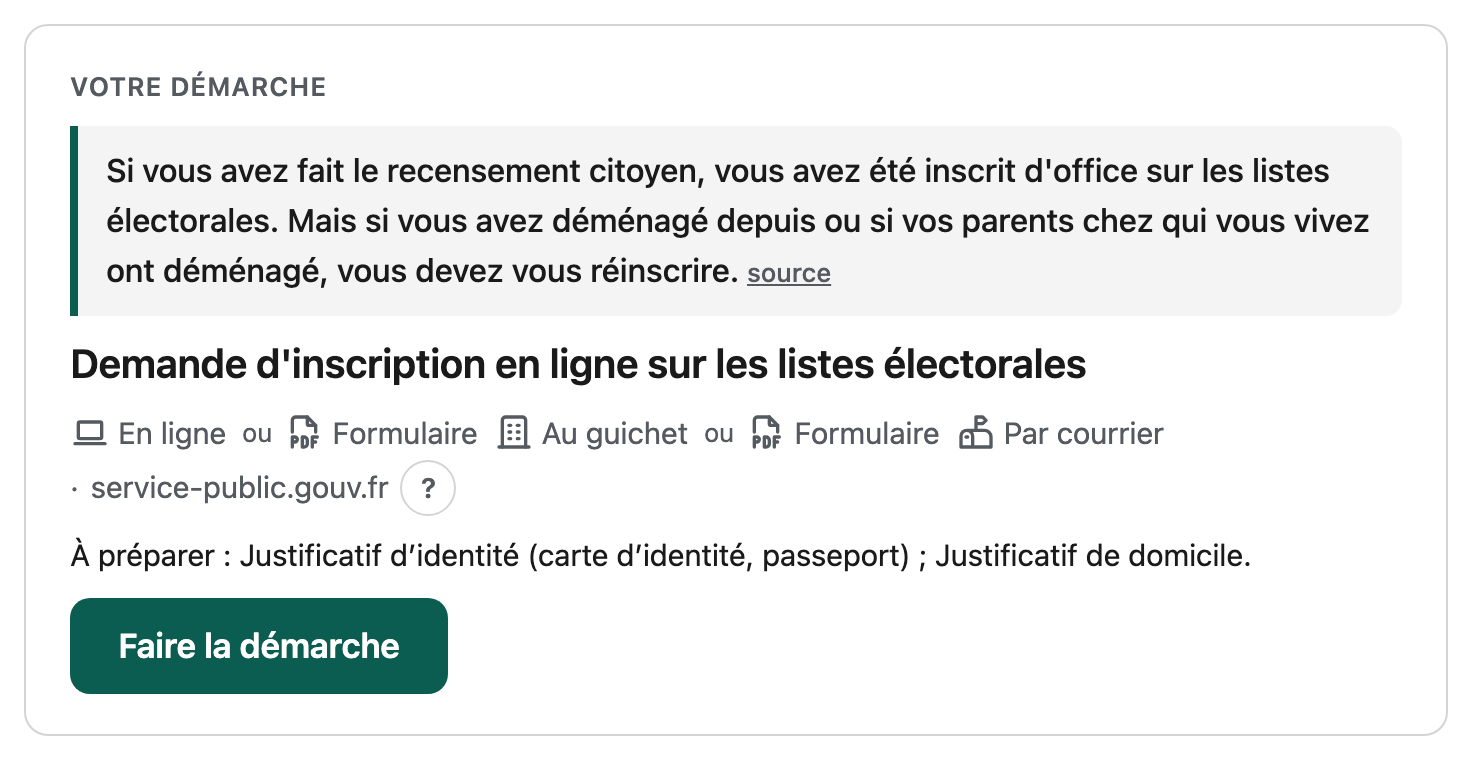 VOTRE DÉMARCHE
Si vous avez fait le recensement citoyen, vous avez été inscrit d'office sur les listes
électorales. Mais si vous avez déménagé depuis ou si vos parents chez qui vous vivez
ont déménagé, vous devez vous réinscrire. source
Demande d'inscription en ligne sur les listes électorales
En ligne ou PDF Formulaire Au guichet ou PDF Formulaire Par courrier
· service-public.gouv.fr ?
À préparer : Justificatif d’identité (carte d’identité, passeport) ; Justificatif de domicile.
Faire la démarche